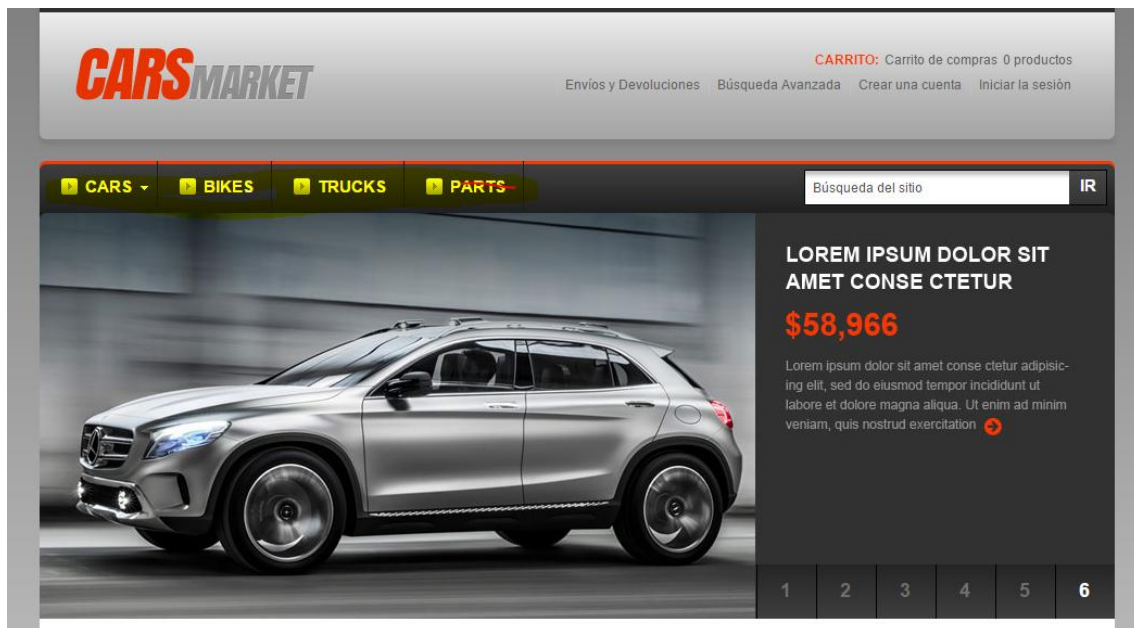 CARSMARKET
CARRITO: Carrito de compras 0 productos
Envíos y Devoluciones Búsqueda Avanzada Crear una cuenta Iniciar la sesiòn
CARS BIKES TRUCKS PARTS
Búsqueda del sitio IR
LOREM IPSUM DOLOR SIT
AMET CONSE CTETUR
$58,966
Lorem ipsum dolor sit amet conse ctetur adipisic-
ing elit, sed do eiusmod tempor incididunt ut
labore et dolore magna aliqua. Ut enim ad minim
veniam, quis nostrud exercitation
1 2 3 4 5 6